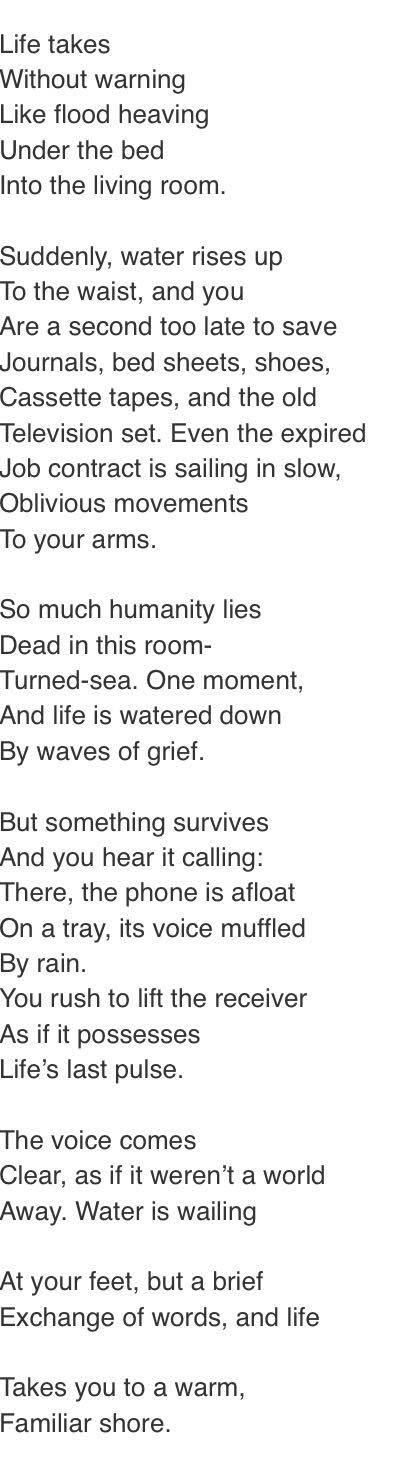 Life takes
Without warning
Like flood heaving
Under the bed
Into the living room.

Suddenly, water rises up
To the waist, and you
Are a second too late to save
Journals, bed sheets, shoes,
Cassette tapes, and the old
Television set. Even the expired
Job contract is sailing in slow,
Oblivious movements
To your arms.

So much humanity lies
Dead in this room-
Turned-sea. One moment,
And life is watered down
By waves of grief.

But something survives
And you hear it calling:
There, the phone is afloat
On a tray, its voice muffled
By rain.
You rush to lift the receiver
As if it possesses
Life’s last pulse.

The voice comes
Clear, as if it weren’t a world
Away. Water is wailing

At your feet, but a brief
Exchange of words, and life

Takes you to a warm,
Familiar shore.